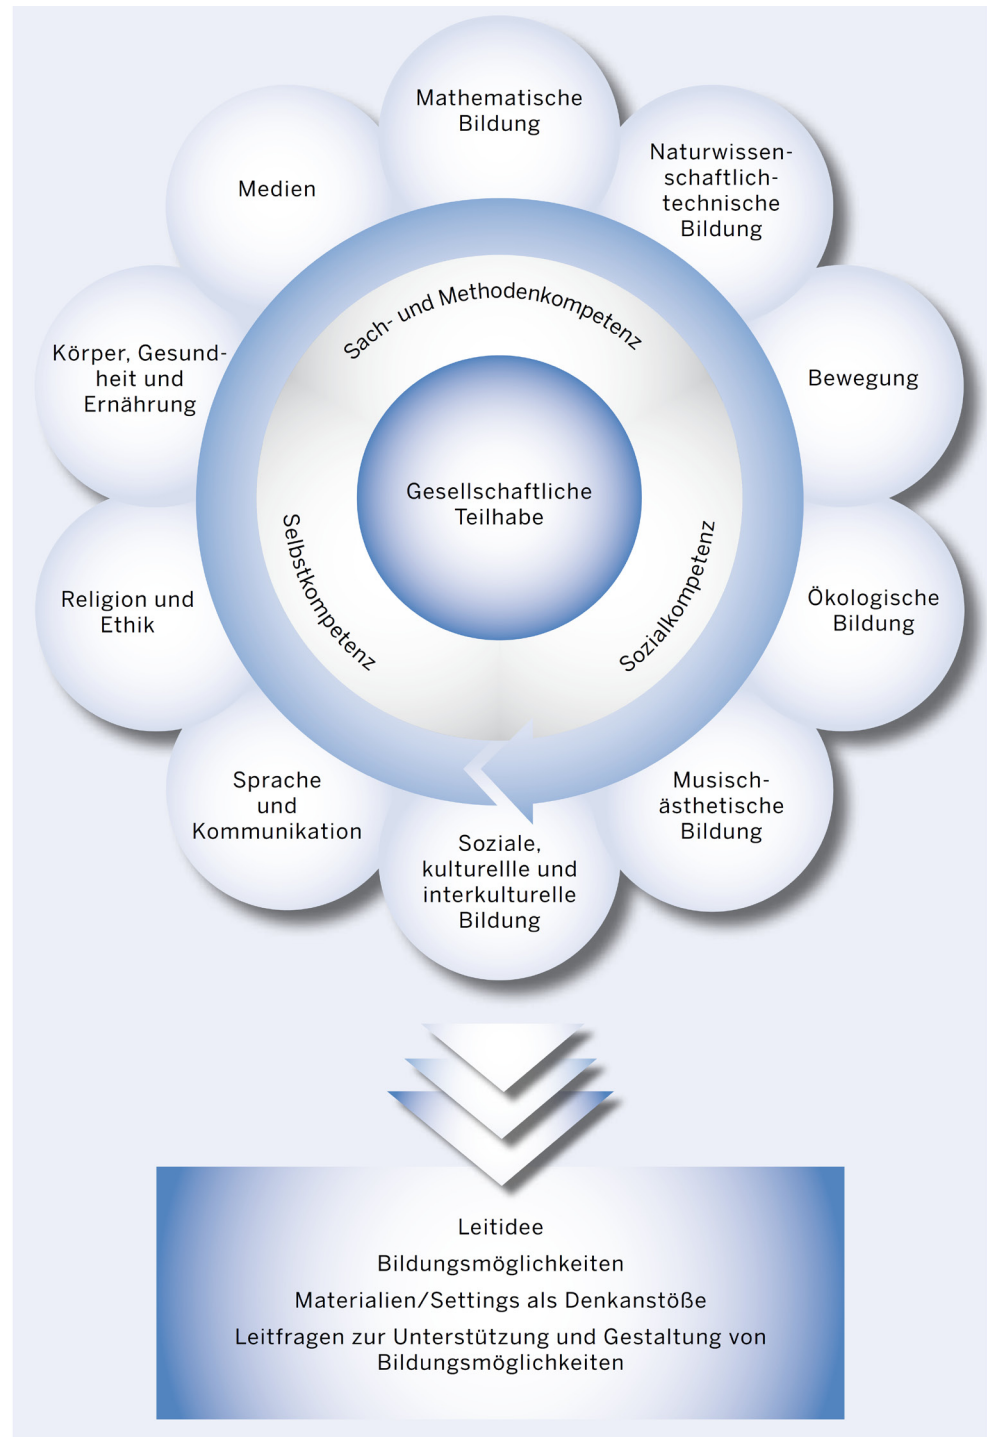 Mathematische
Bildung
Naturwissen-
schaftlich-
technische
Bildung
Bewegung
Ökologische
Bildung
Musisch-
ästhetische
Bildung
Soziale,
kulturellle und
interkulturelle
Bildung
Sprache
und
Kommunikation
Religion und
Ethik
Körper, Gesund-
heit und
Ernährung
Medien
Sach- und Methodenkompetenz
Sozialkompetenz
Selbstkompetenz
Gesellschaftliche
Teilhabe
Leitidee
Bildungsmöglichkeiten
Materialien/Settings als Denkanstöße
Leitfragen zur Unterstützung und Gestaltung von
Bildungsmöglichkeiten